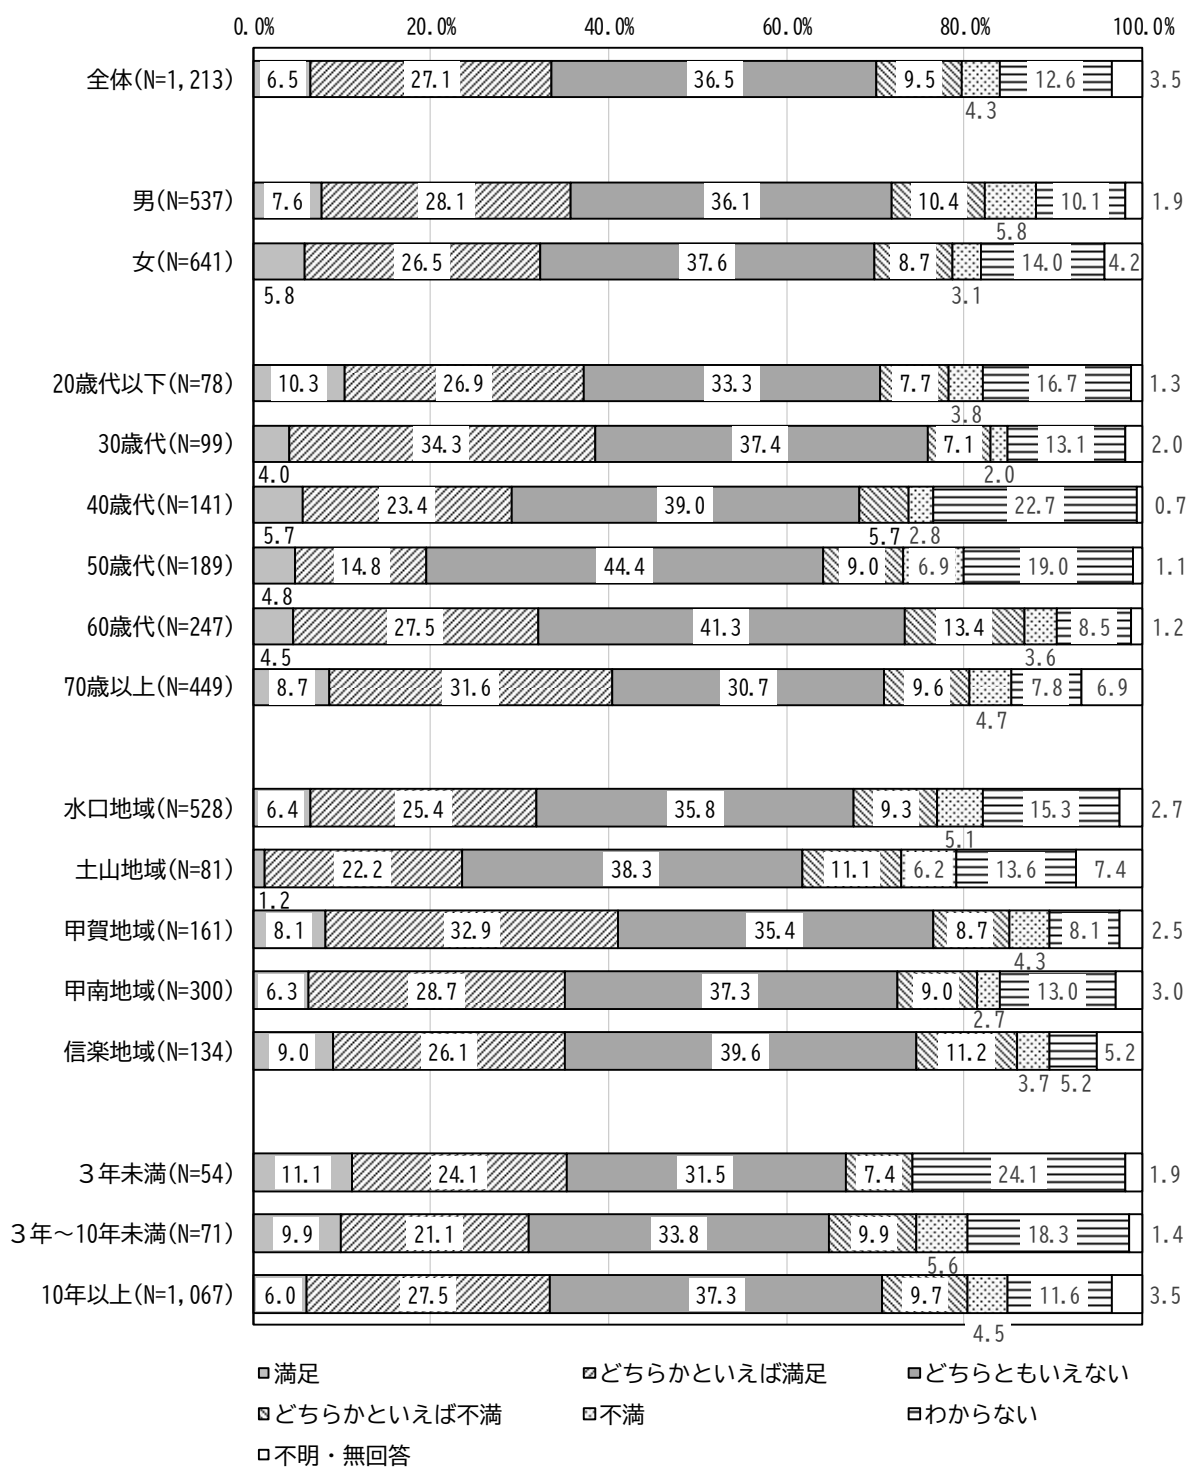 0.0% 20.0% 40.0% 60.0% 80.0% 100.0%
全体(N=1,213) 6.5 27.1 36.5 9.5 12.6 3.5
4.3
男(N=537) 7.6 28.1 36.1 10.4 10.1 1.9
5.8
女(N=641) 26.5 37.6 8.7 14.0 4.2
5.8 3.1
20歳代以下(N=78) 10.3 26.9 33.3 7.7 16.7 1.3
3.8
30歳代(N=99) 34.3 37.4 7.1 13.1 2.0
4.0 2.0
40歳代(N=141) 23.4 39.0 22.7 0.7
5.7 5.7 2.8
50歳代(N=189) 14.8 44.4 9.0 6.9 19.0 1.1
4.8
60歳代(N=247) 27.5 41.3 13.4 8.5 1.2
4.5 3.6
70歳以上(N=449) 8.7 31.6 30.7 9.6 7.8 6.9
4.7
水口地域(N=528) 6.4 25.4 35.8 9.3 15.3 2.7
5.1
土山地域(N=81) 22.2 38.3 11.1 6.2 13.6 7.4
1.2
甲賀地域(N=161) 8.1 32.9 35.4 8.7 8.1 2.5
4.3
甲南地域(N=300) 6.3 28.7 37.3 9.0 13.0 3.0
2.7
信楽地域(N=134) 9.0 26.1 39.6 11.2 5.2
3.7 5.2
３年未満(N=54) 11.1 24.1 31.5 7.4 24.1 1.9
３年～10年未満(N=71) 9.9 21.1 33.8 9.9 18.3 1.4
5.6
10年以上(N=1,067) 6.0 27.5 37.3 9.7 11.6 3.5
4.5
満足 どちらかといえば満足 どちらともいえない
どちらかといえば不満 不満 わからない
不明・無回答